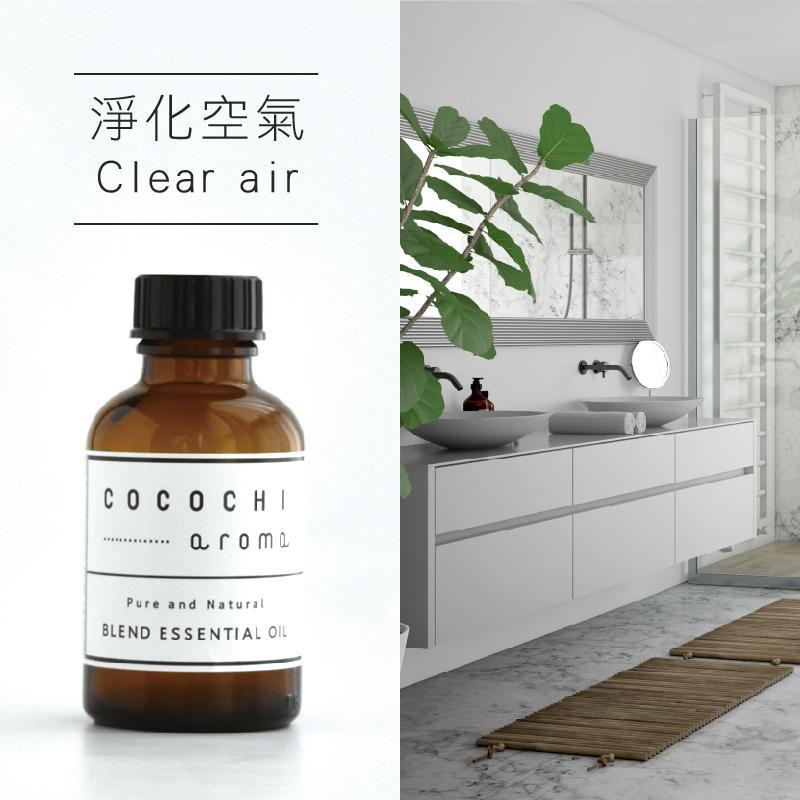 淨化空氣
Clear air
COCOCHI
aroma
Pure and Natural
BLEND ESSENTIAL OIL